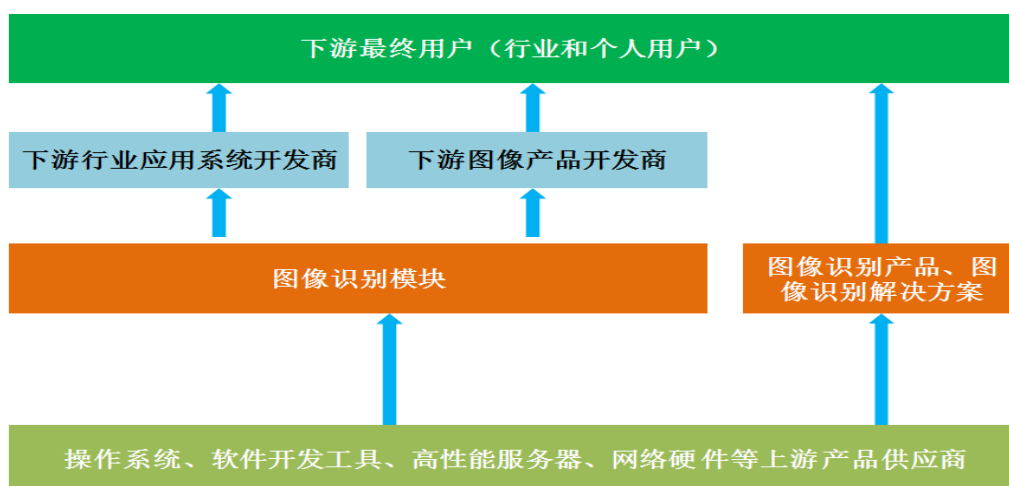 下游最终用户（行业和个人用户）
下游行业应用系统开发商
下游图像产品开发商
图像识别模块
图像识别产品、图
像识别解决方案
操作系统、软件开发工具、高性能服务器、网络硬件等上游产品供应商